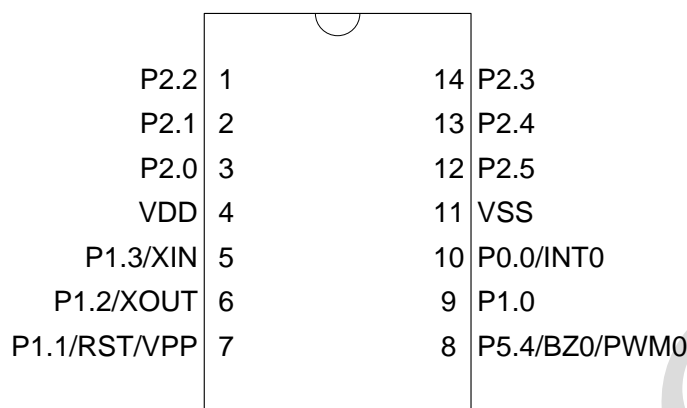 P2.2 1 14 P2.3
P2.1 2 13 P2.4
P2.0 3 12 P2.5
VDD 4 11 VSS
P1.3/XIN 5 10 P0.0/INT0
P1.2/XOUT 6 9 P1.0
P1.1/RST/VPP 7 8 P5.4/BZ0/PWM0